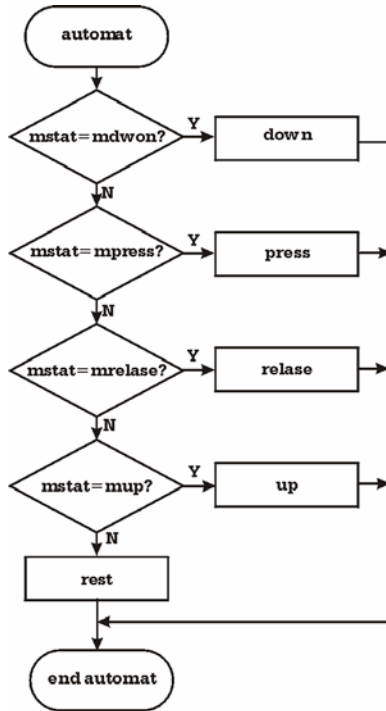 automat
mstat=mdwon?
Y
down
N
mstat=mpress?
Y
press
N
mstat=mrelase?
Y
relase
N
mstat=mup?
Y
up
N
rest
end automat